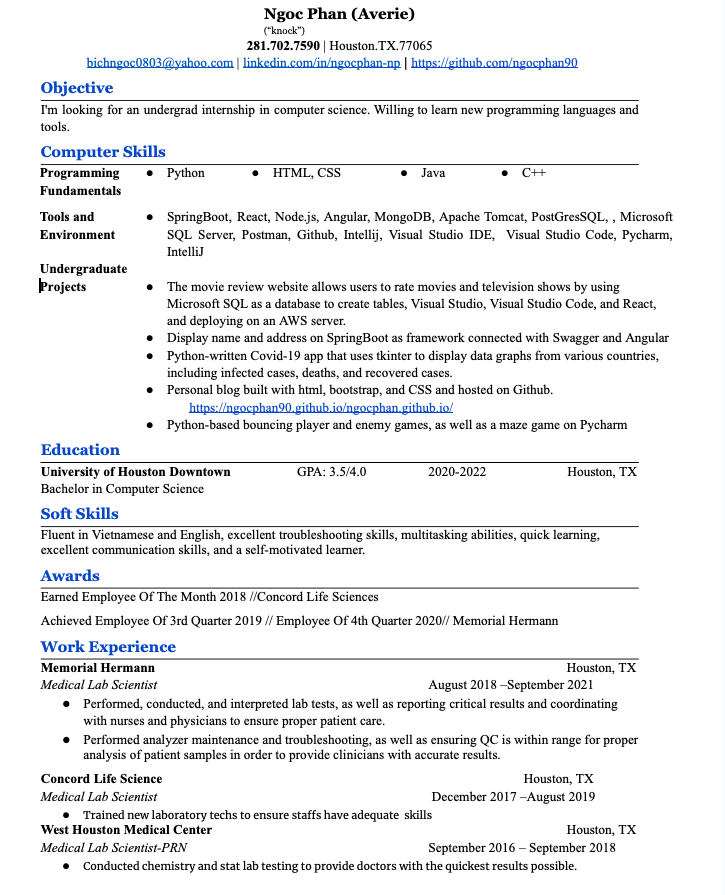 Ngoc Phan (Averie)
(“knock”)
281.702.7590 | Houston.TX.77065
bichngoc0803@yahoo.com | linkedin.com/in/ngocphan-np | https://github.com/ngocphan90
Objective
I'm looking for an undergrad internship in computer science. Willing to learn new programming languages and
tools.
Computer Skills
Programming ● Python ● HTML, CSS ● Java ● C++
Fundamentals
Tools and ● SpringBoot, React, Node.js, Angular, MongoDB, Apache Tomcat, PostGresSQL, , Microsoft
Environment SQL Server, Postman, Github, Intellij, Visual Studio IDE, Visual Studio Code, Pycharm,
IntelliJ
Undergraduate
Projects ● The movie review website allows users to rate movies and television shows by using
Microsoft SQL as a database to create tables, Visual Studio, Visual Studio Code, and React,
and deploying on an AWS server.
● Display name and address on SpringBoot as framework connected with Swagger and Angular
● Python-written Covid-19 app that uses tkinter to display data graphs from various countries,
including infected cases, deaths, and recovered cases.
● Personal blog built with html, bootstrap, and CSS and hosted on Github.
https://ngocphan90.github.io/ngocphan.github.io/
● Python-based bouncing player and enemy games, as well as a maze game on Pycharm
Education
University of Houston Downtown GPA: 3.5/4.0 2020-2022 Houston, TX
Bachelor in Computer Science
Soft Skills
Fluent in Vietnamese and English, excellent troubleshooting skills, multitasking abilities, quick learning,
excellent communication skills, and a self-motivated learner.
Awards
Earned Employee Of The Month 2018 //Concord Life Sciences
Achieved Employee Of 3rd Quarter 2019 // Employee Of 4th Quarter 2020// Memorial Hermann
Work Experience
Memorial Hermann Houston, TX
Medical Lab Scientist August 2018 –September 2021
● Performed, conducted, and interpreted lab tests, as well as reporting critical results and coordinating
with nurses and physicians to ensure proper patient care.
● Performed analyzer maintenance and troubleshooting, as well as ensuring QC is within range for proper
analysis of patient samples in order to provide clinicians with accurate results.
Concord Life Science Houston, TX
Medical Lab Scientist December 2017 –August 2019
● Trained new laboratory techs to ensure staffs have adequate skills
West Houston Medical Center Houston, TX
Medical Lab Scientist-PRN September 2016 – September 2018
● Conducted chemistry and stat lab testing to provide doctors with the quickest results possible.